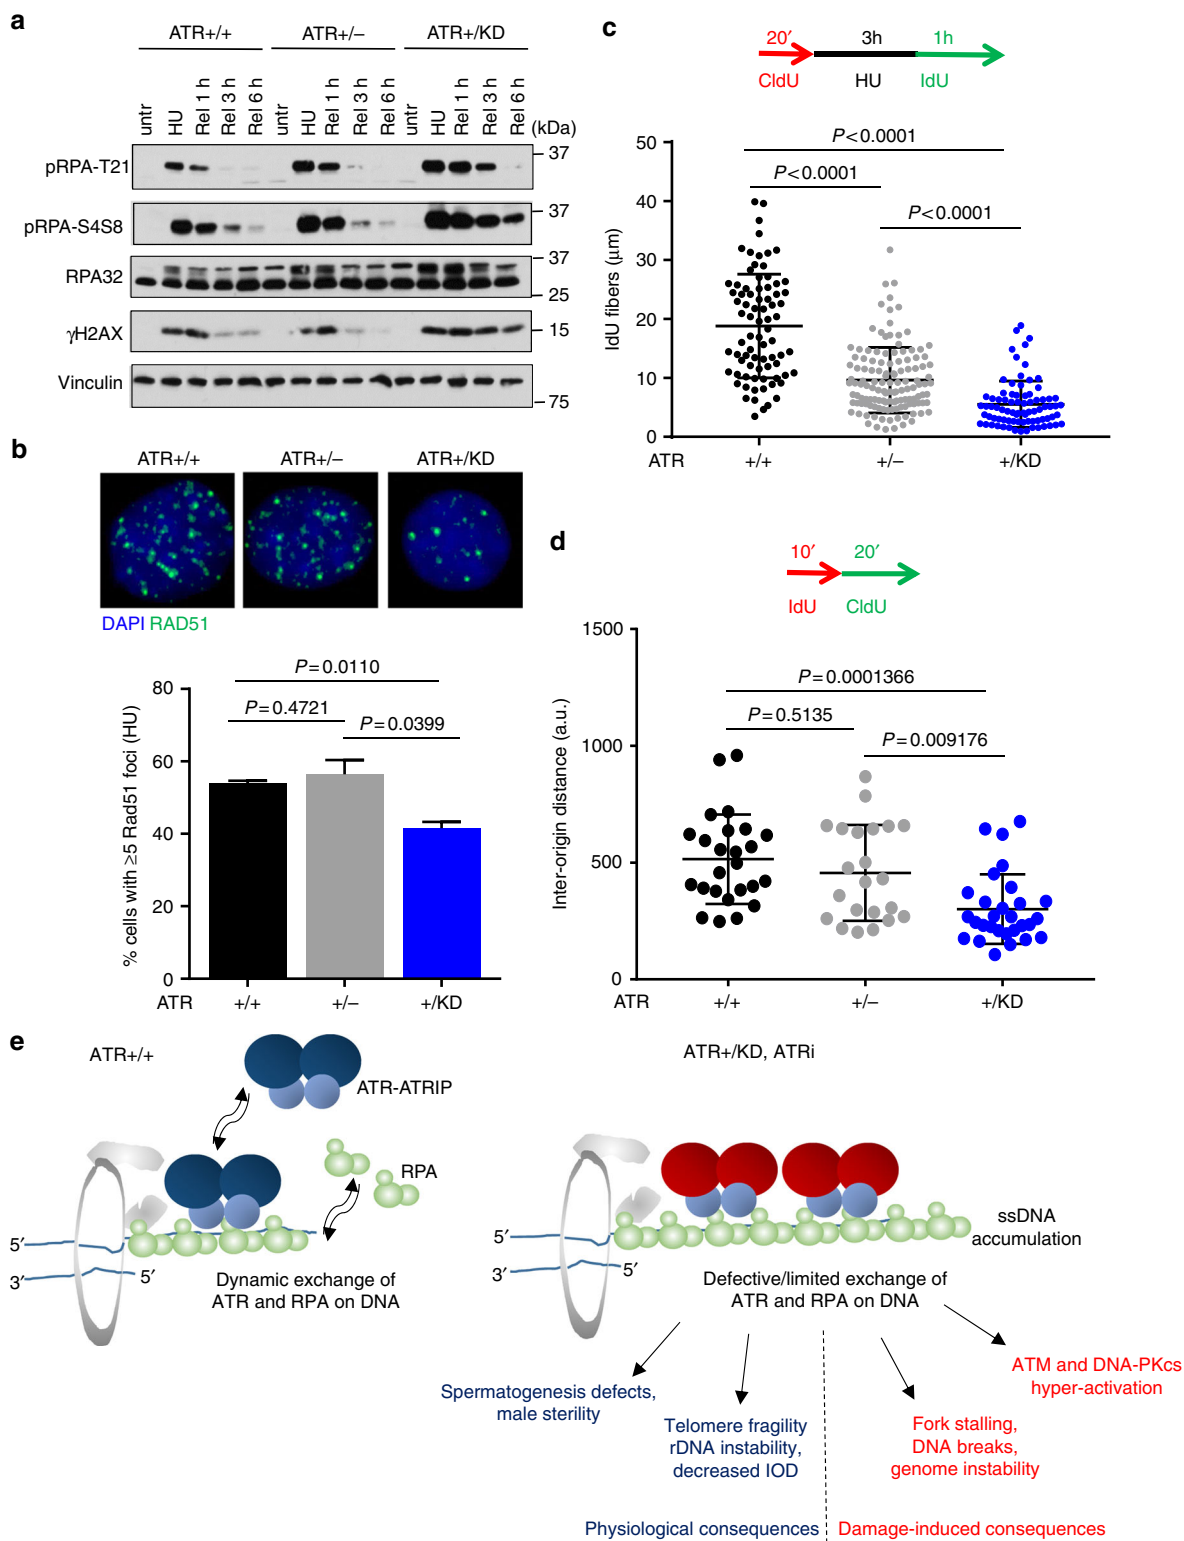 a
ATR+/+
ATR+/–
ATR+/KD
untr
HU
Rel 1 h
Rel 3 h
Rel 6 h
untr
HU
Rel 1 h
Rel 3 h
Rel 6 h
untr
HU
Rel 1 h
Rel 3 h
Rel 6 h
(kDa)
pRPA-T21
37
pRPA-S4S8
37
RPA32
37
25
γH2AX
15
Vinculin
75
b
ATR+/+
ATR+/–
ATR+/KD
DAPI RAD51
P=0.0110
P=0.4721
P=0.0399
% cells with ≥5 Rad51 foci (HU)
80
60
40
20
0
ATR
+/+
+/–
+/KD
c
20′
3h
1h
CldU
HU
IdU
P<0.0001
P<0.0001
P<0.0001
IdU fibers (µm)
50
40
30
20
10
0
ATR
+/+
+/–
+/KD
d
10′
20′
IdU
CldU
P=0.0001366
P=0.5135
P=0.009176
Inter-origin distance (a.u.)
1500
1000
500
0
ATR
+/+
+/–
+/KD
e
ATR+/+
ATR-ATRIP
RPA
5′
3′
5′
Dynamic exchange of
ATR and RPA on DNA
ATR+/KD, ATRi
ssDNA
accumulation
5′
3′
5′
Defective/limited exchange of
ATR and RPA on DNA
Spermatogenesis defects,
male sterility
Telomere fragility
rDNA instability,
decreased IOD
Fork stalling,
DNA breaks,
genome instability
ATM and DNA-PKcs
hyper-activation
Physiological consequences
Damage-induced consequences